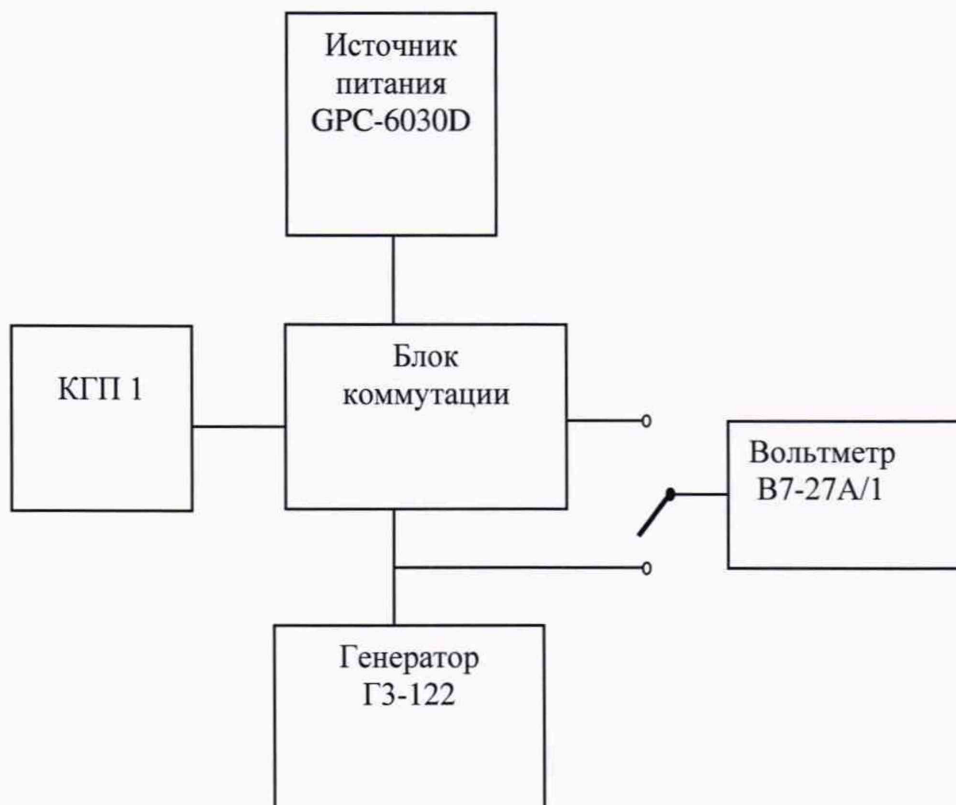 Источник
питания
GPC-6030D
КГП 1
Блок
коммутации
Вольтметр
В7-27А/1
Генератор
Г3-122